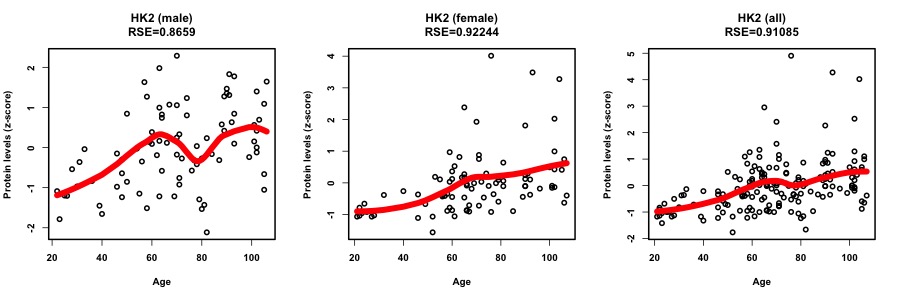 HK2 (male)
RSE=0.8659
Protein levels (z-score)
2
1
0
-1
-2
20 40 60 80 100
Age
HK2 (female)
RSE=0.92244
Protein levels (z-score)
4
3
2
1
0
-1
20 40 60 80 100
Age
HK2 (all)
RSE=0.91085
Protein levels (z-score)
5
4
3
2
1
0
-1
-2
20 40 60 80 100
Age